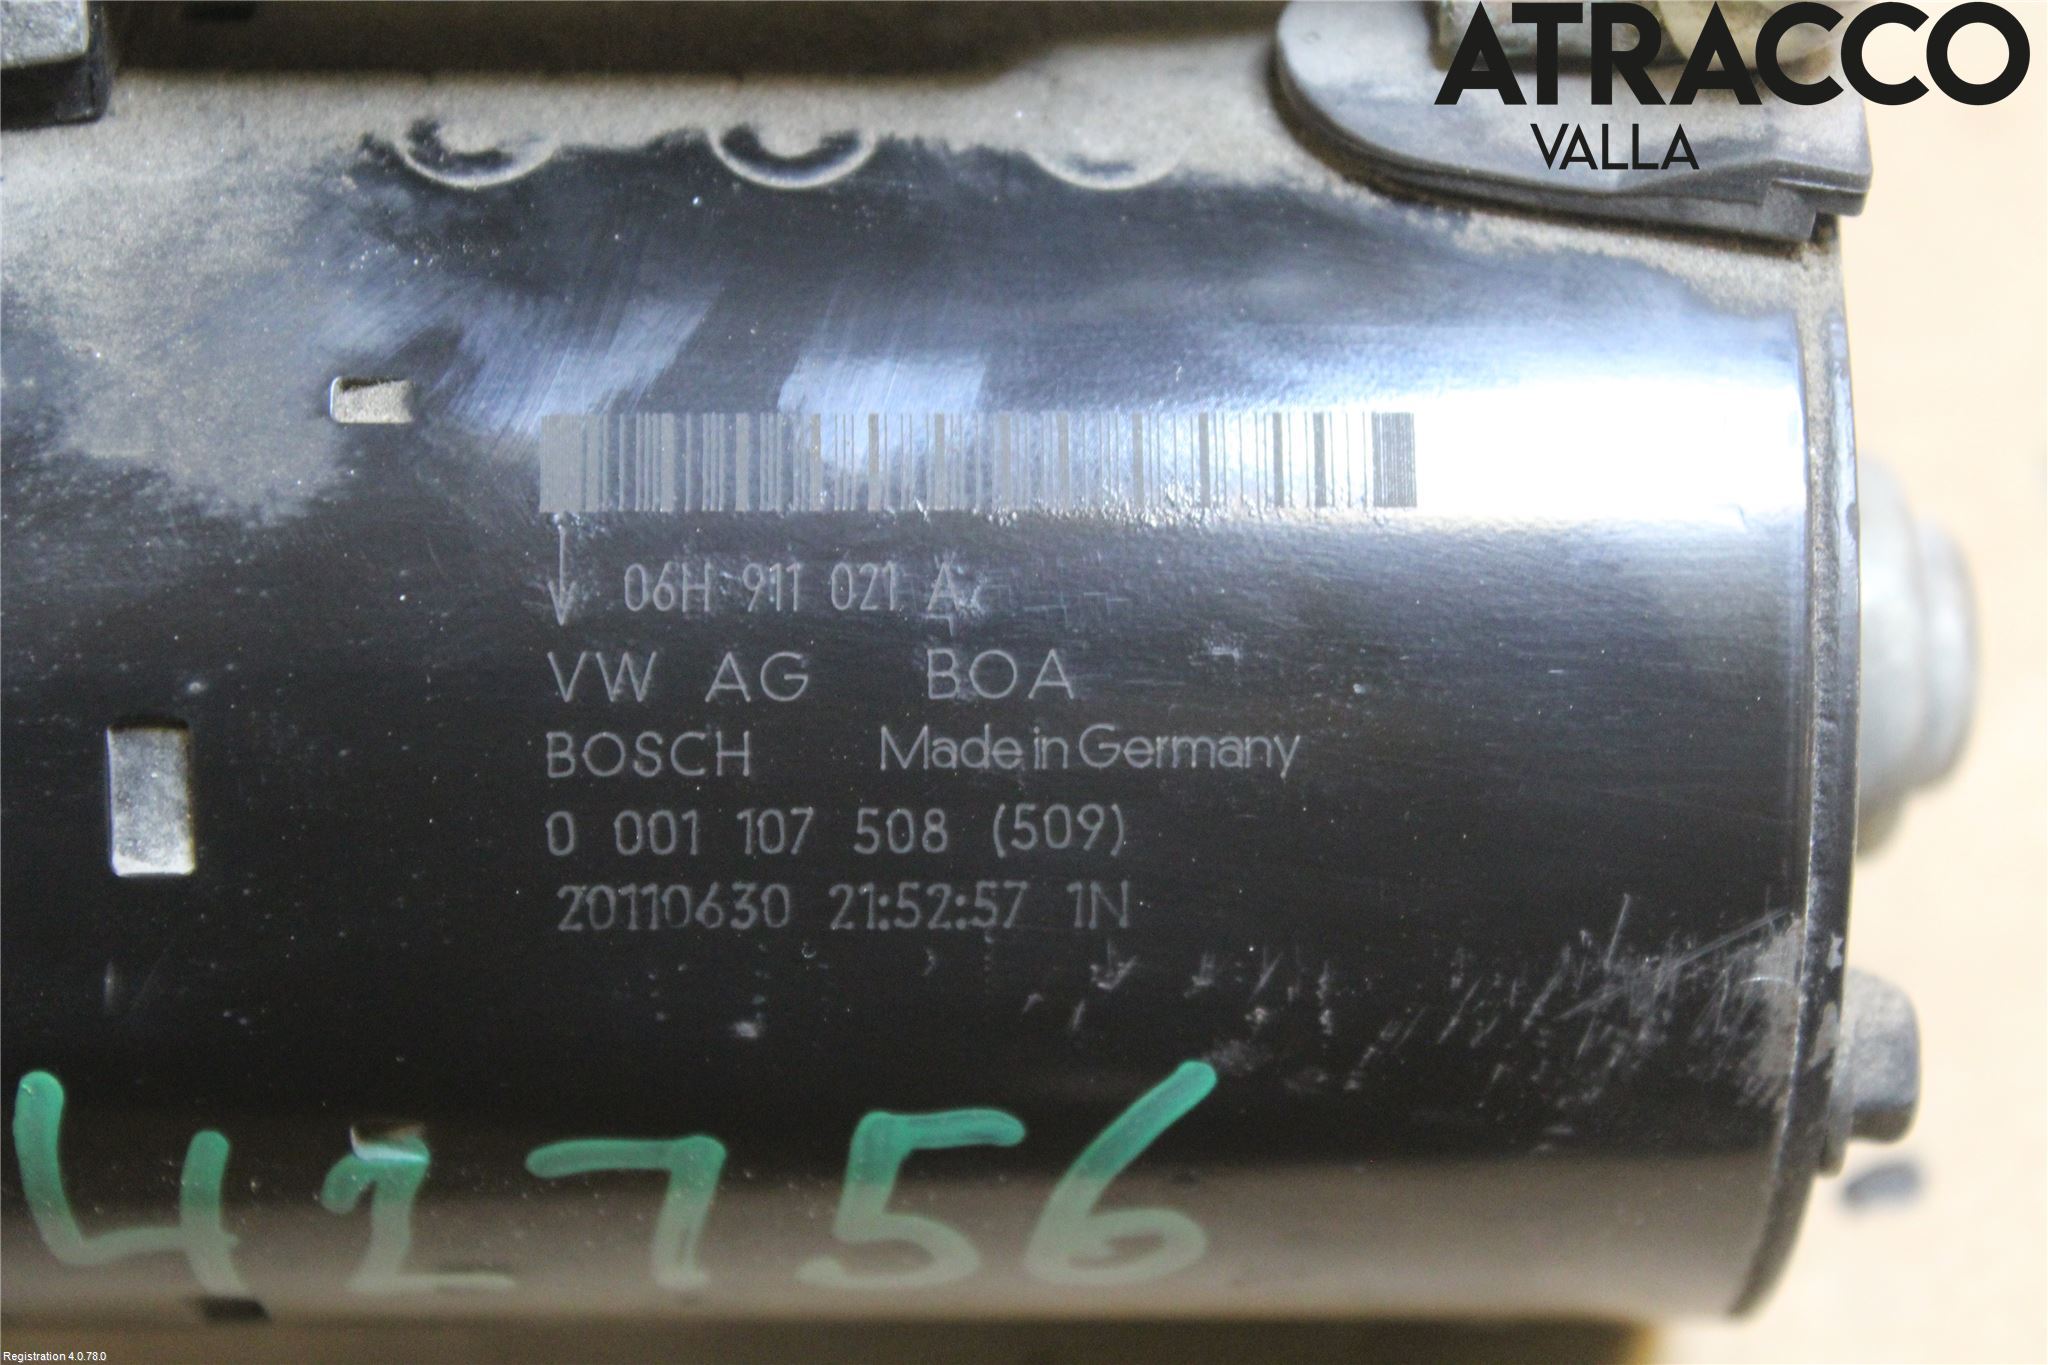 ATRACCO
VALLA
06H 911 021 A
VW AG BOA
BOSCH Made in Germany
0 001 107 508 (509)
20110630 21:52:57 1N
42756
Registration 4.0.78.0